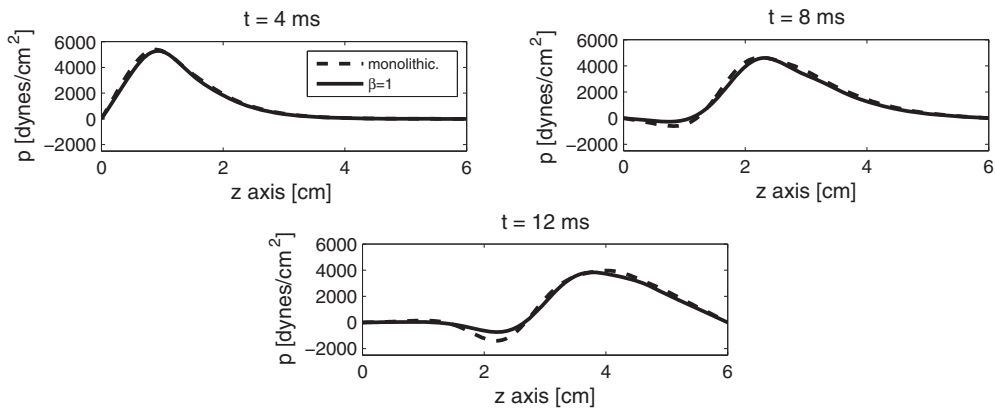 t = 4 ms
6000
4000
2000
0
−2000
p [dynes/cm²]
0 2 4 6
z axis [cm]
monolithic.
β=1
t = 8 ms
6000
4000
2000
0
−2000
p [dynes/cm²]
0 2 4 6
z axis [cm]
t = 12 ms
6000
4000
2000
0
−2000
p [dynes/cm²]
0 2 4 6
z axis [cm]